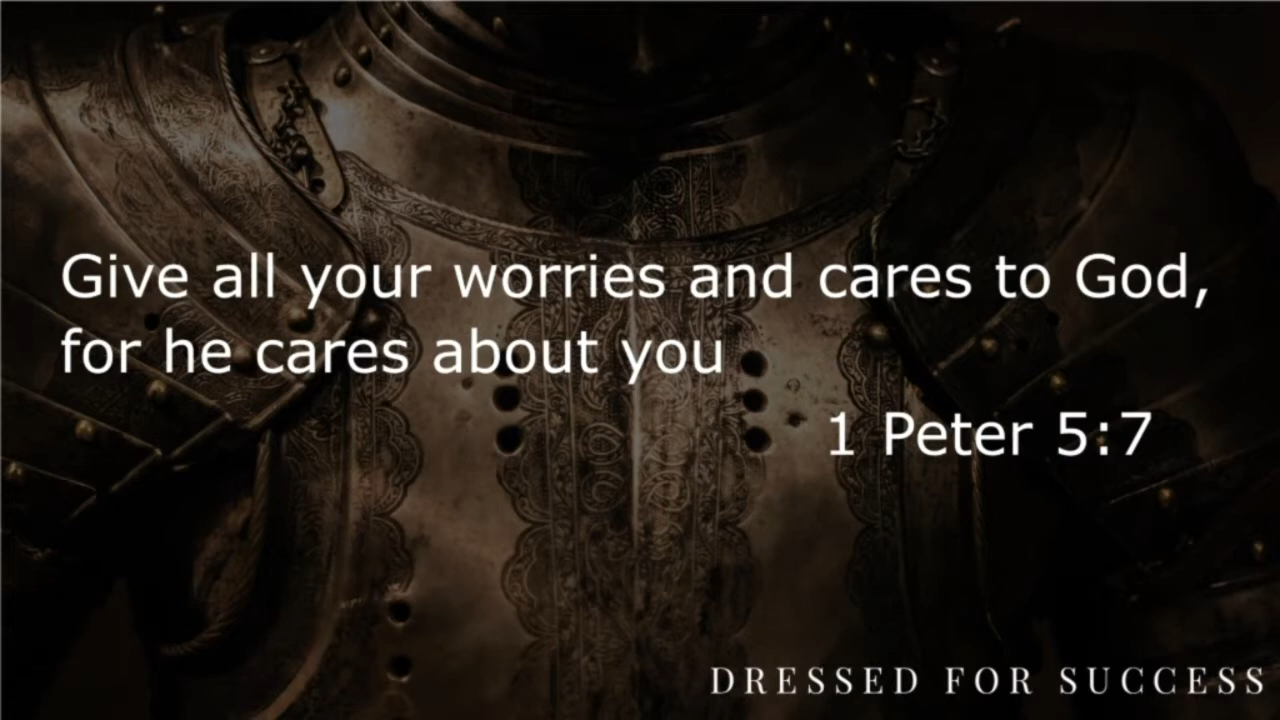 Give all your worries and cares to God,
for he cares about you
1 Peter 5:7
DRESSED FOR SUCCESS